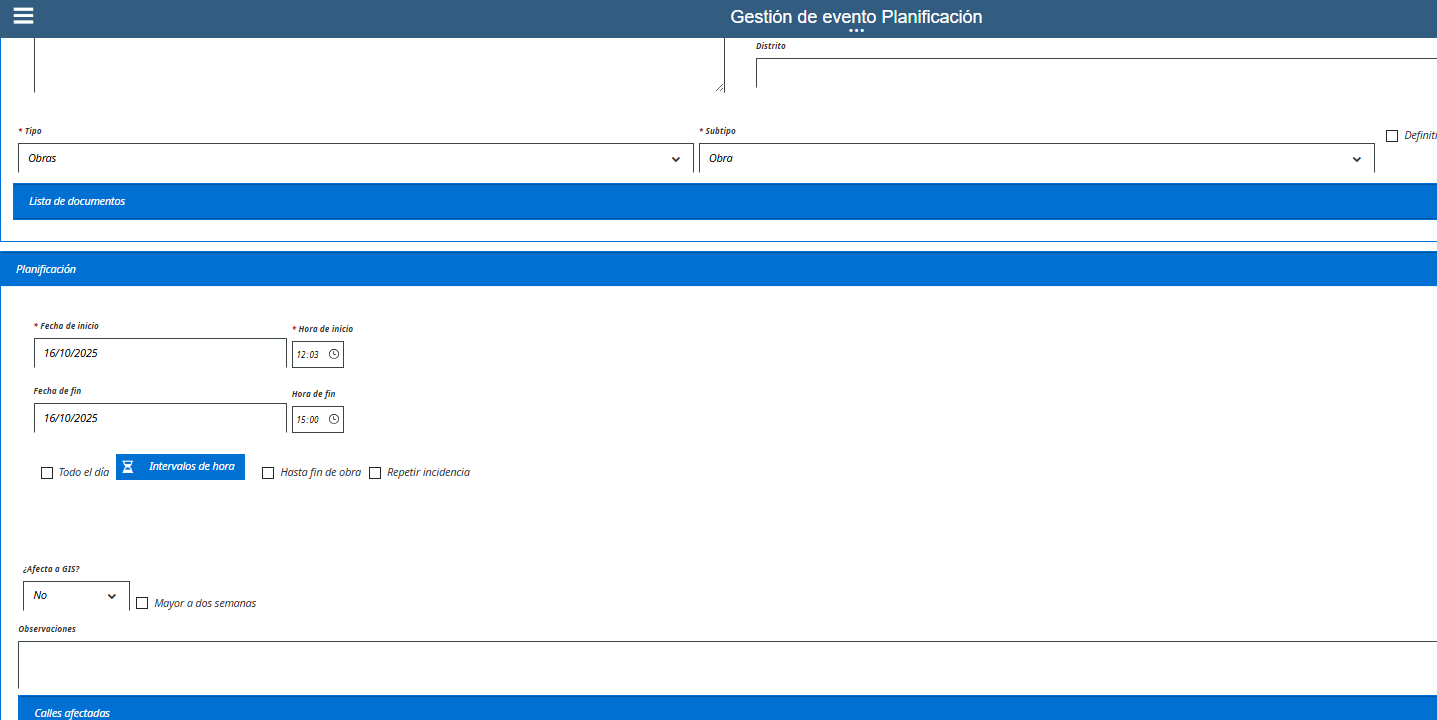 Gestión de evento Planificación
Distrito
* Tipo
* Subtipo
Obras
Obra
Definiti
Lista de documentos
Planificación
* Fecha de inicio
* Hora de inicio
16/10/2025
12:03
Fecha de fin
Hora de fin
16/10/2025
15:00
Todo el día
Intervalos de hora
Hasta fin de obra
Repetir incidencia
¿Afecta a GIS?
No
Mayor a dos semanas
Observaciones
Calles afectadas